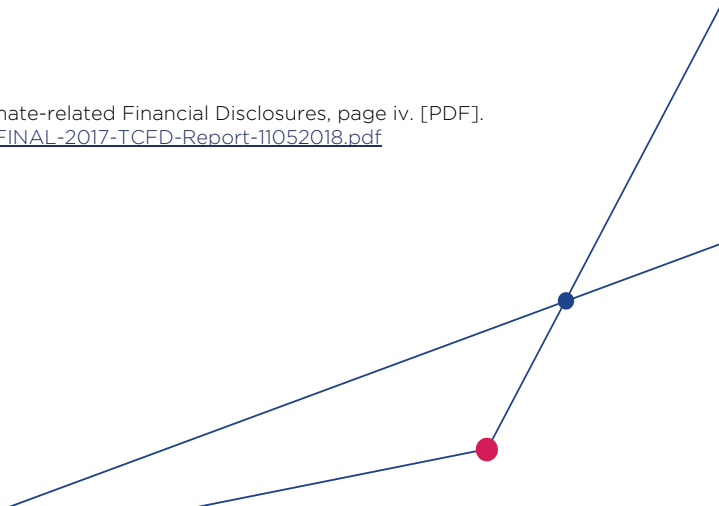 nate-related Financial Disclosures, page iv. [PDF].
FINAL-2017-TCFD-Report-11052018.pdf